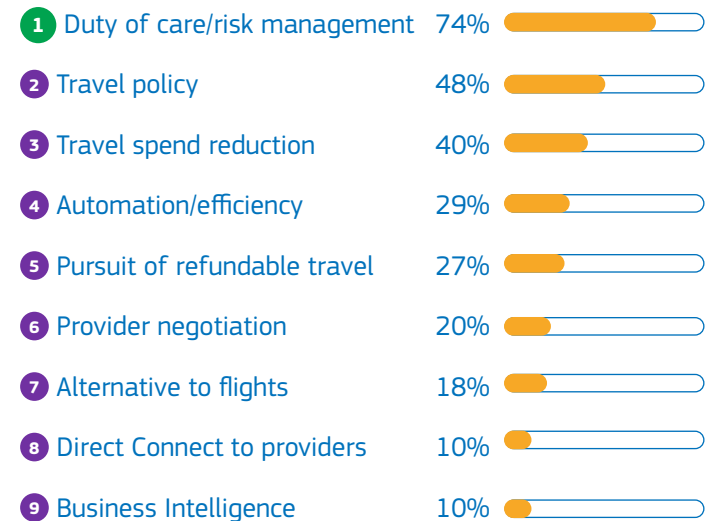 1 Duty of care/risk management 74%
2 Travel policy 48%
3 Travel spend reduction 40%
4 Automation/efficiency 29%
5 Pursuit of refundable travel 27%
6 Provider negotiation 20%
7 Alternative to flights 18%
8 Direct Connect to providers 10%
9 Business Intelligence 10%